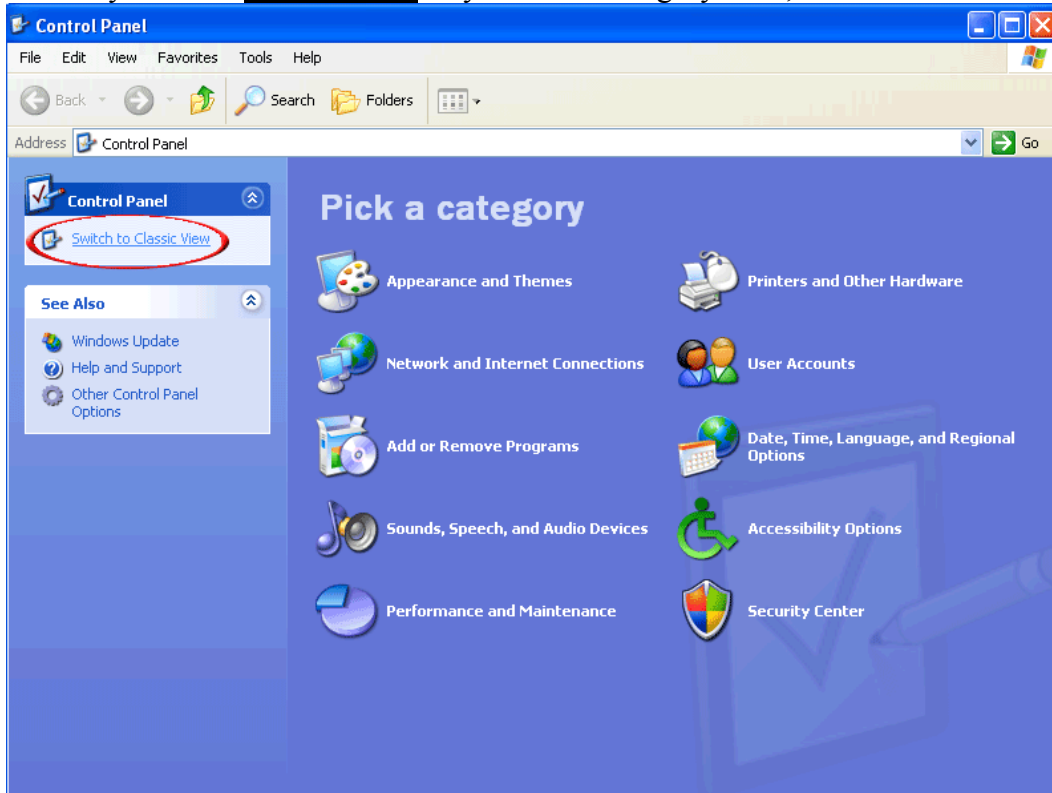 Control Panel
File Edit View Favorites Tools Help
Back Search Folders
Address Control Panel Go
Control Panel
Switch to Classic View
See Also
Windows Update
Help and Support
Other Control Panel
Options
Pick a category
Appearance and Themes
Printers and Other Hardware
Network and Internet Connections
User Accounts
Add or Remove Programs
Date, Time, Language, and Regional
Options
Sounds, Speech, and Audio Devices
Accessibility Options
Performance and Maintenance
Security Center